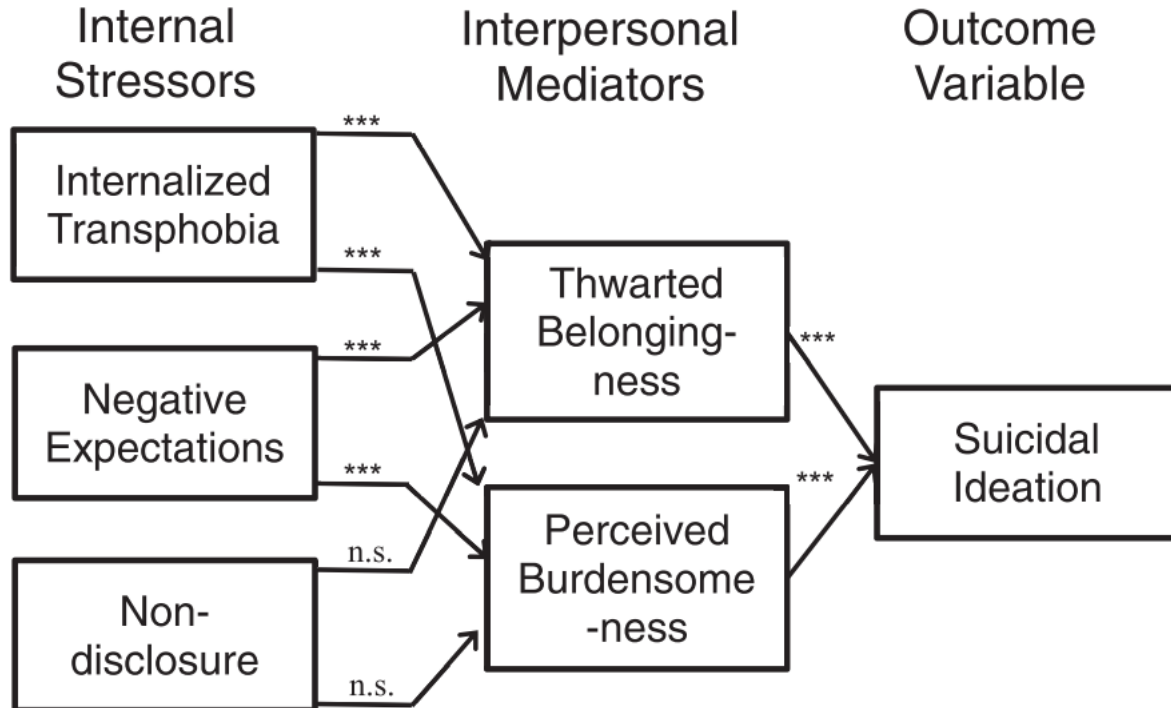 Internal
Stressors
Interpersonal
Mediators
Outcome
Variable
***
Internalized
Transphobia
***
***
Negative
Expectations
***
n.s.
Non-
disclosure
n.s.
Thwarted
Belonging-
ness
***
Perceived
Burdensome
-ness
***
Suicidal
Ideation